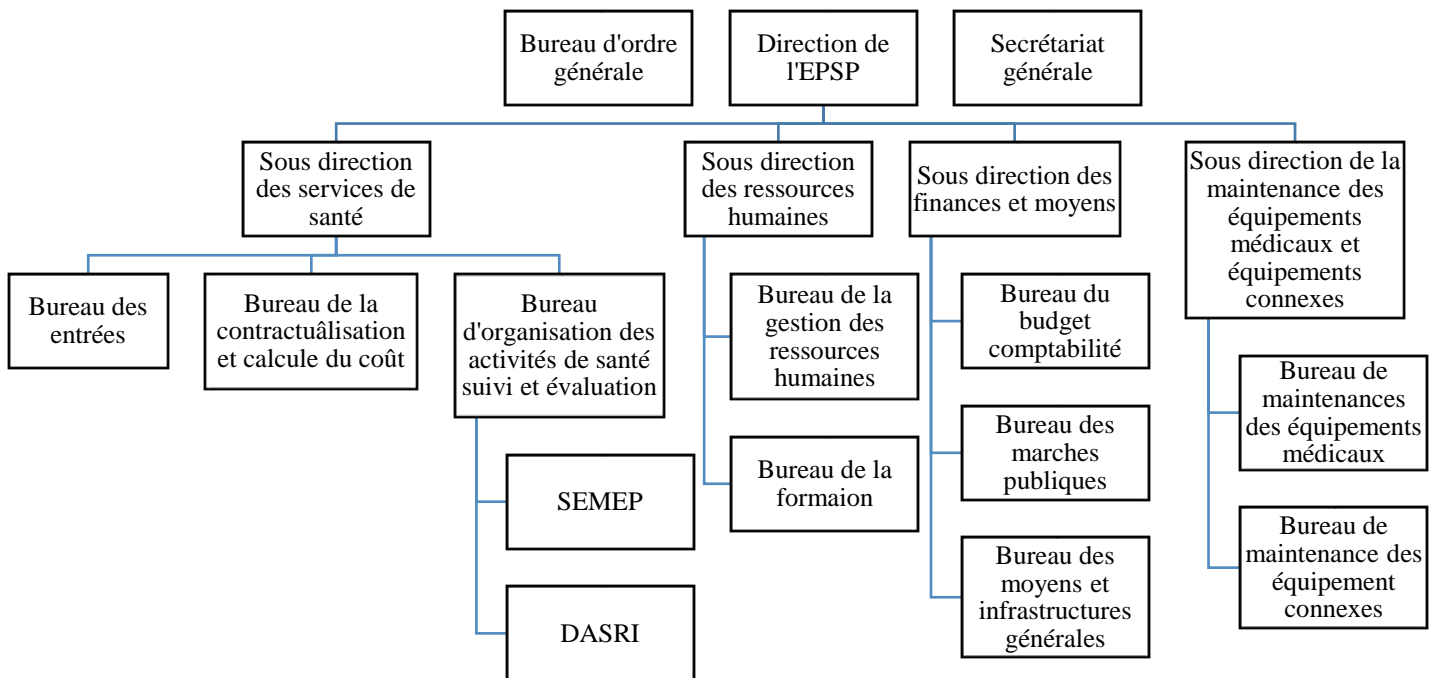 Bureau d'ordre
générale
Direction de
l'EPSP
Secrétariat
générale
Sous direction
des services de
santé
Sous direction
des ressources
humaines
Sous direction des
finances et moyens
Sous direction de la
maintenance des
équipements
médicaux et
équipements
connexes
Bureau des
entrées
Bureau de la
contractuâlisation
et calcule du coût
Bureau
d'organisation des
activités de santé
suivi et évaluation
Bureau de la
gestion des
ressources
humaines
Bureau du
budget
comptabilité
Bureau de
maintenances
des équipements
médicaux
SEMEP
Bureau de la
formaion
Bureau des
marches
publiques
Bureau de
maintenance des
équipement
connexes
DASRI
Bureau des
moyens et
infrastructures
générales